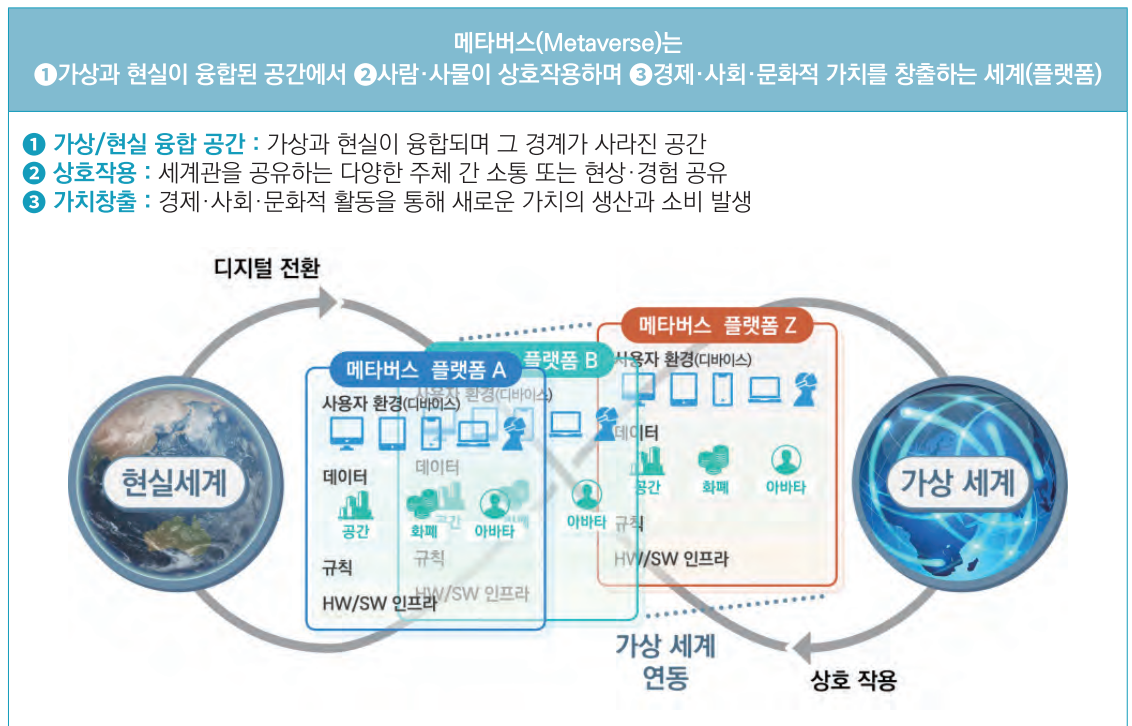 메타버스(Metaverse)는
❶가상과 현실이 융합된 공간에서 ❷사람·사물이 상호작용하며 ❸경제·사회·문화적 가치를 창출하는 세계(플랫폼)
❶ 가상/현실 융합 공간 : 가상과 현실이 융합되며 그 경계가 사라진 공간
❷ 상호작용 : 세계관을 공유하는 다양한 주체 간 소통 또는 현상·경험 공유
❸ 가치창출 : 경제·사회·문화적 활동을 통해 새로운 가치의 생산과 소비 발생
디지털 전환
현실세계
메타버스 플랫폼 A
사용자 환경(디바이스)
데이터
공간 화폐 아바타
규칙
HW/SW 인프라
플랫폼 B
사용자 환경(디바이스)
데이터
공간 화폐 아바타
규칙
HW/SW 인프라
메타버스 플랫폼 Z
사용자 환경(디바이스)
데이터
공간 화폐 아바타
규칙
HW/SW 인프라
가상 세계
가상 세계
연동
상호 작용